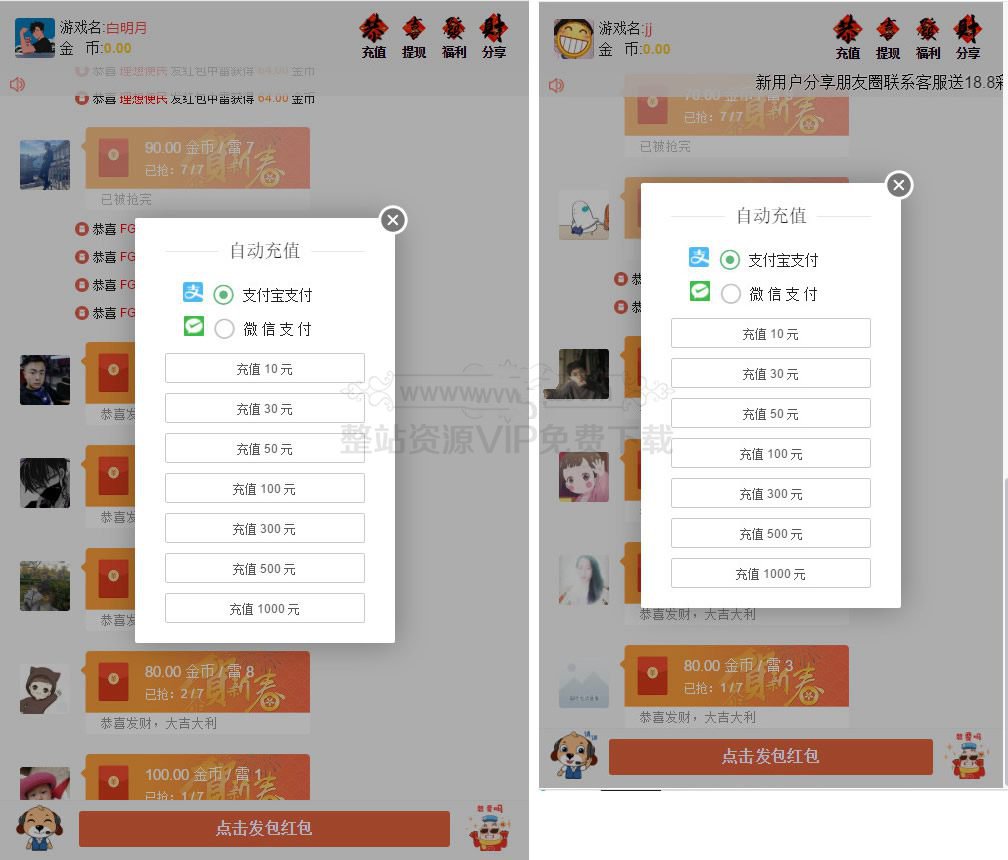 游戏名:白明月
金 币:0.00
充值 提现 福利 分享
恭喜 理想便民 发红包中雷获得 64.00 金币
恭喜 理想便民 发红包中雷获得 64.00 金币
90.00 金币 / 雷 7
已抢：7 / 7
贺新春
已被抢完
恭喜 FG
恭喜 FG
恭喜 FG
恭喜 FG
自动充值
支付宝支付
微 信 支 付
充值 10 元
充值 30 元
充值 50 元
充值 100 元
充值 300 元
充值 500 元
充值 1000 元
恭喜发
恭喜发
恭喜发
80.00 金币 / 雷 8
已抢：2 / 7
贺新春
恭喜发财，大吉大利
100.00 金币 / 雷 1
已抢：1 / 7
点击发包红包
我要吗
游戏名:jj
金 币:0.00
充值 提现 福利 分享
新用户分享朋友圈联系客服送18.8彩
70.00 金币 / 雷 3
已抢：7 / 7
已被抢完
恭
恭
自动充值
支付宝支付
微 信 支 付
充值 10 元
充值 30 元
充值 50 元
充值 100 元
充值 300 元
充值 500 元
充值 1000 元
恭喜发财，大吉大利
80.00 金币 / 雷 3
已抢：1 / 7
贺新春
恭喜发财，大吉大利
点击发包红包
整站资源VIP免费下载